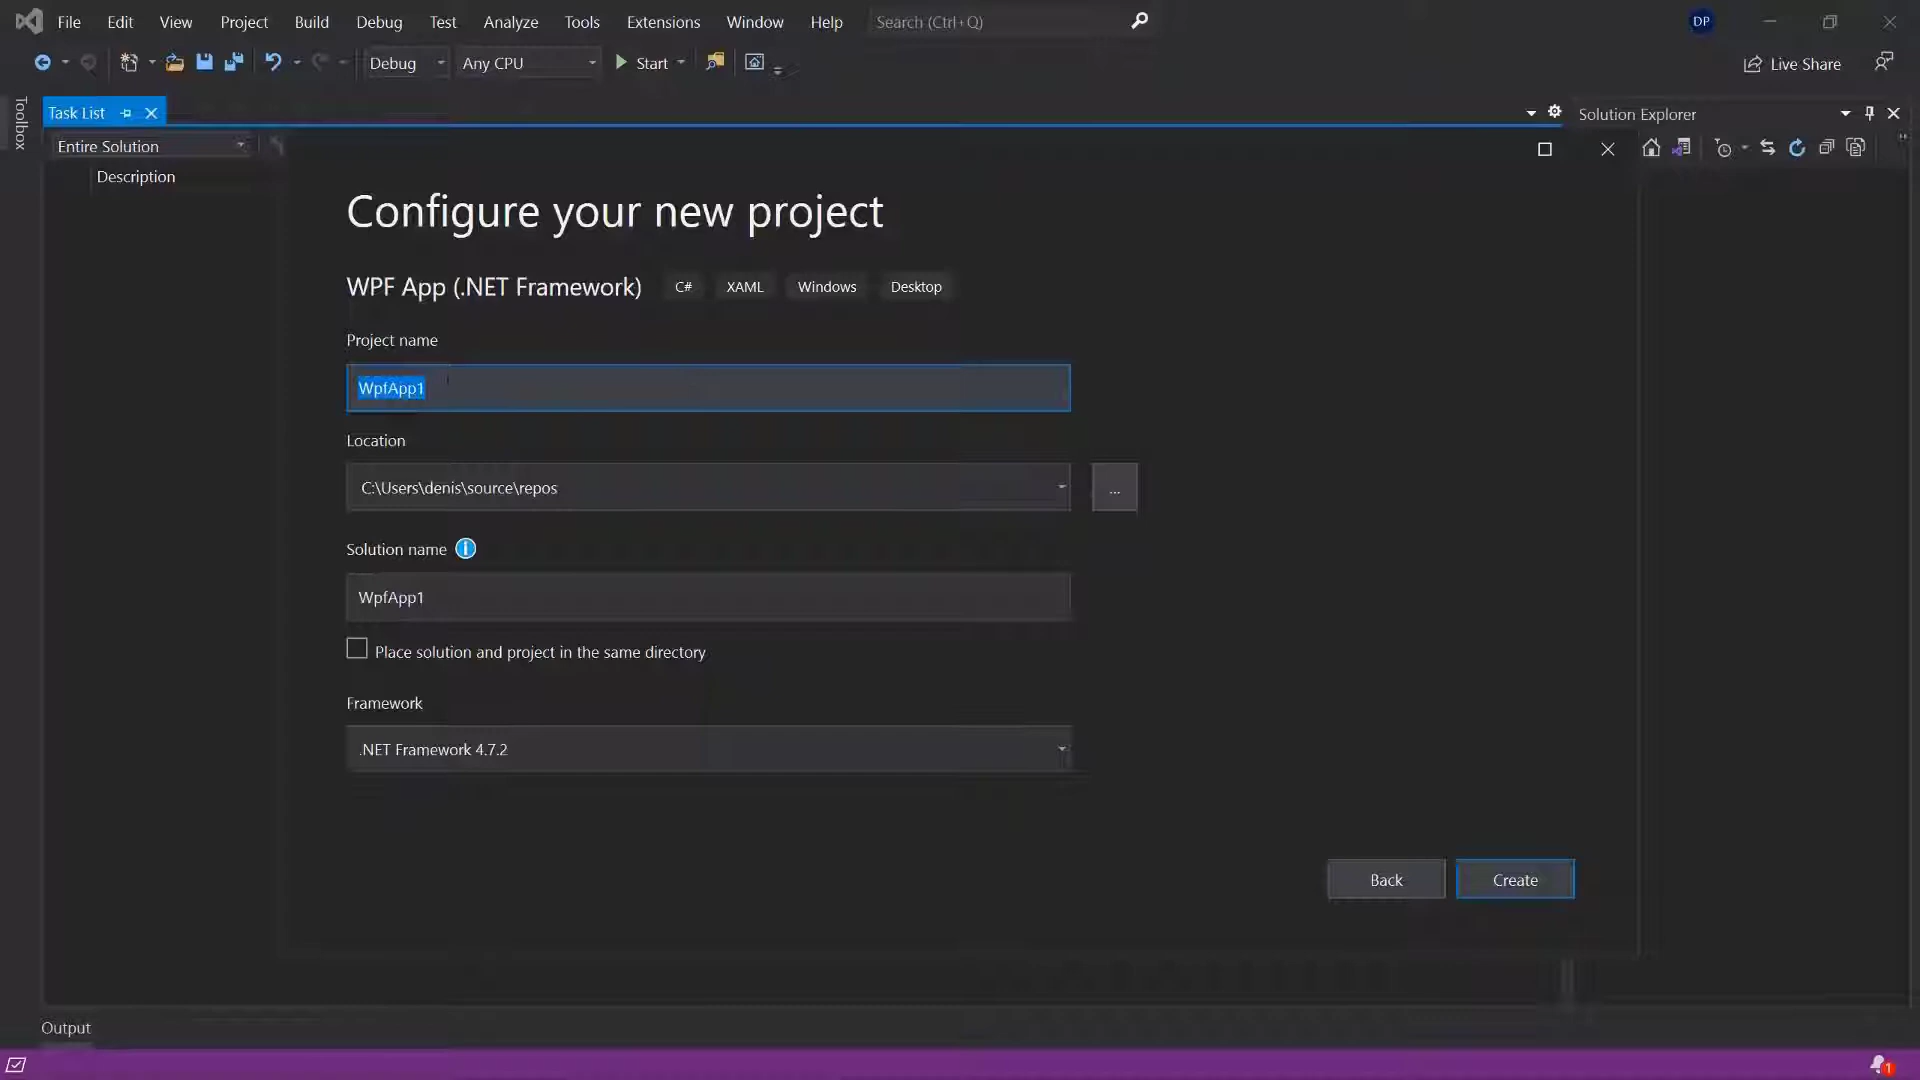 File Edit View Project Build Debug Test Analyze Tools Extensions Window Help Search (Ctrl+Q) DP
Debug Any CPU Start Live Share
Toolbox
Task List Solution Explorer
Entire Solution
Description
Configure your new project
WPF App (.NET Framework) C# XAML Windows Desktop
Project name
WpfApp1
Location
C:\Users\denis\source\repos
...
Solution name
WpfApp1
Place solution and project in the same directory
Framework
.NET Framework 4.7.2
Back Create
Output
1